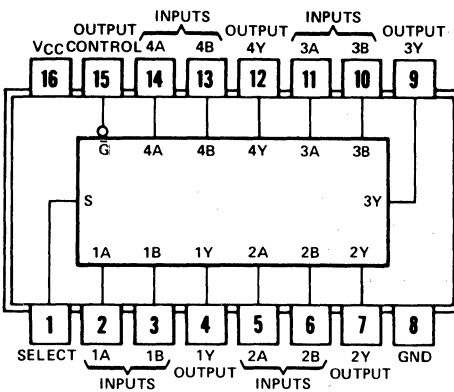 INPUTS INPUTS
OUTPUT OUTPUT OUTPUT
VCC CONTROL 4A 4B 4Y 3A 3B 3Y
16 15 14 13 12 11 10 9
G 4A 4B 4Y 3A 3B
S 3Y
1A 1B 1Y 2A 2B 2Y
1 2 3 4 5 6 7 8
SELECT 1A 1B 1Y 2A 2B 2Y GND
OUTPUT OUTPUT
INPUTS INPUTS